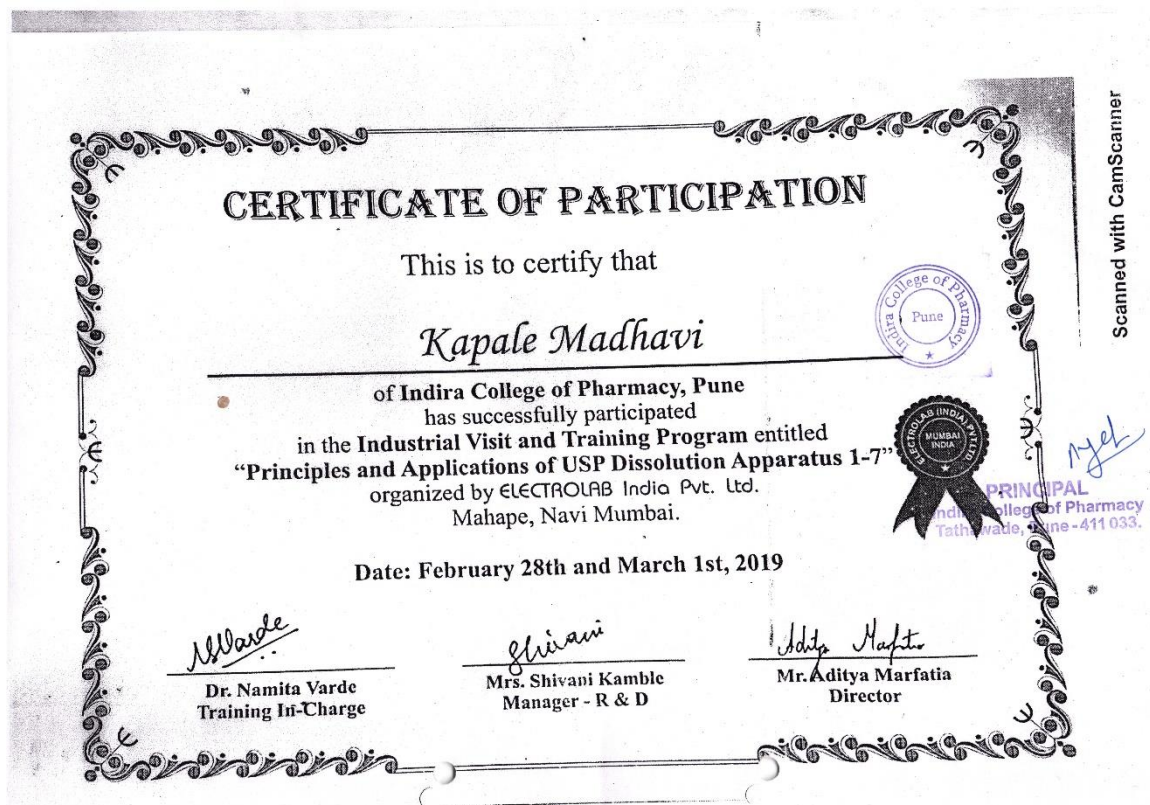 CERTIFICATE OF PARTICIPATION
This is to certify that
Kapale Madhavi
of Indira College of Pharmacy, Pune
has successfully participated
in the Industrial Visit and Training Program entitled
“Principles and Applications of USP Dissolution Apparatus 1-7”
organized by ELECTROLAB India Pvt. Ltd.
Mahape, Navi Mumbai.
Date: February 28th and March 1st, 2019
Indira College of Pharmacy
Pune
ELECTROLAB (INDIA) PVT LTD
MUMBAI
INDIA
PRINCIPAL
Indira College of Pharmacy
Tathawade, Pune - 411 033.
Shivani
Aditya Marfatia
Dr. Namita Varde
Training In-Charge
Mrs. Shivani Kamble
Manager - R & D
Mr. Aditya Marfatia
Director
Scanned with CamScanner